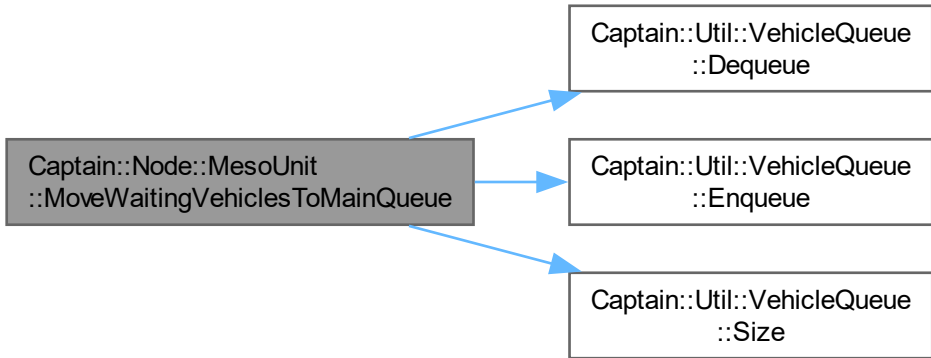 Captain::Util::VehicleQueue
::Dequeue
Captain::Node::MesoUnit
::MoveWaitingVehiclesToMainQueue
Captain::Util::VehicleQueue
::Enqueue
Captain::Util::VehicleQueue
::Size